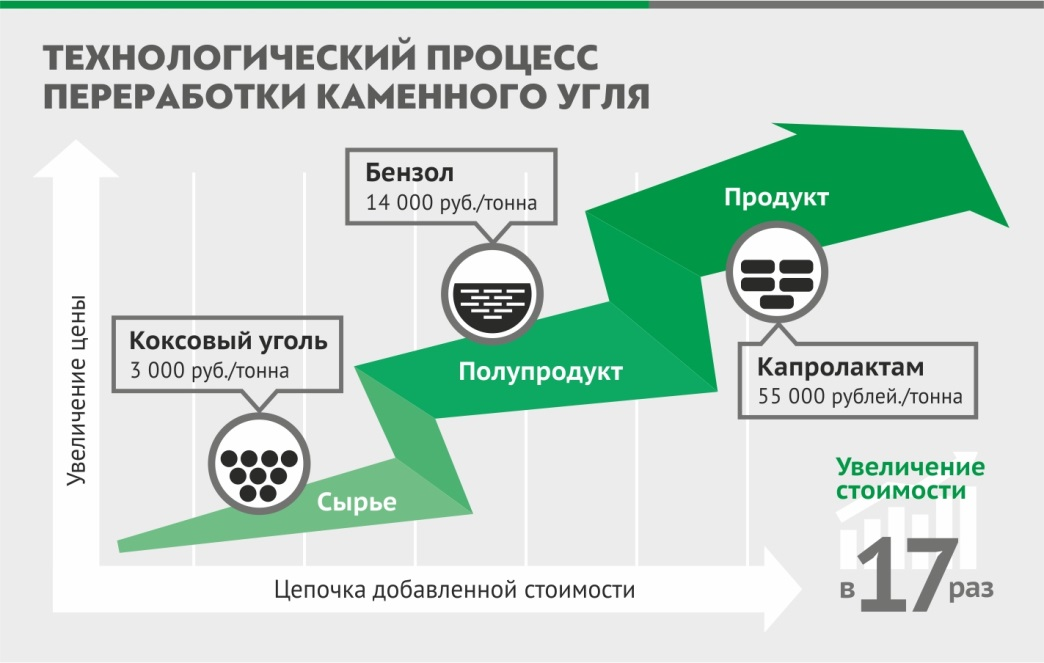 ТЕХНОЛОГИЧЕСКИЙ ПРОЦЕСС
ПЕРЕРАБОТКИ КАМЕННОГО УГЛЯ
Бензол
14 000 руб./тонна
Продукт
Коксовый уголь
3 000 руб./тонна
Полупродукт
Капролактам
55 000 рублей./тонна
Увеличение цены
Сырье
Увеличение
стоимости
в 17 раз
Цепочка добавленной стоимости